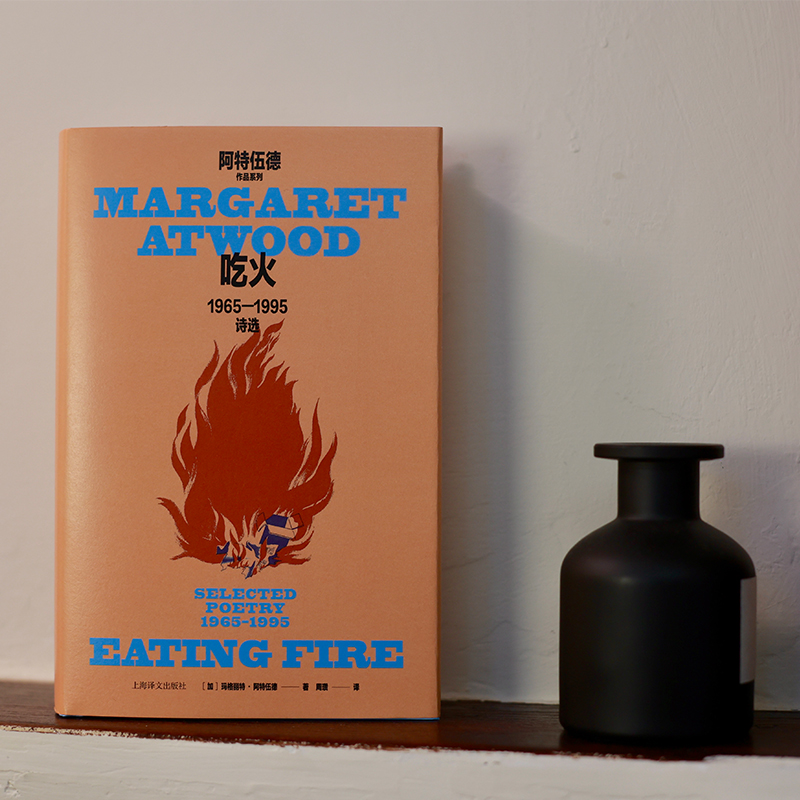 阿特伍德
作品系列
MARGARET
ATWOOD
吃火
1965—1995
诗选
SELECTED
POETRY
1965-1995
EATING FIRE
上海译文出版社 [加] 玛格丽特·阿特伍德 —— 著 周瓒 —— 译